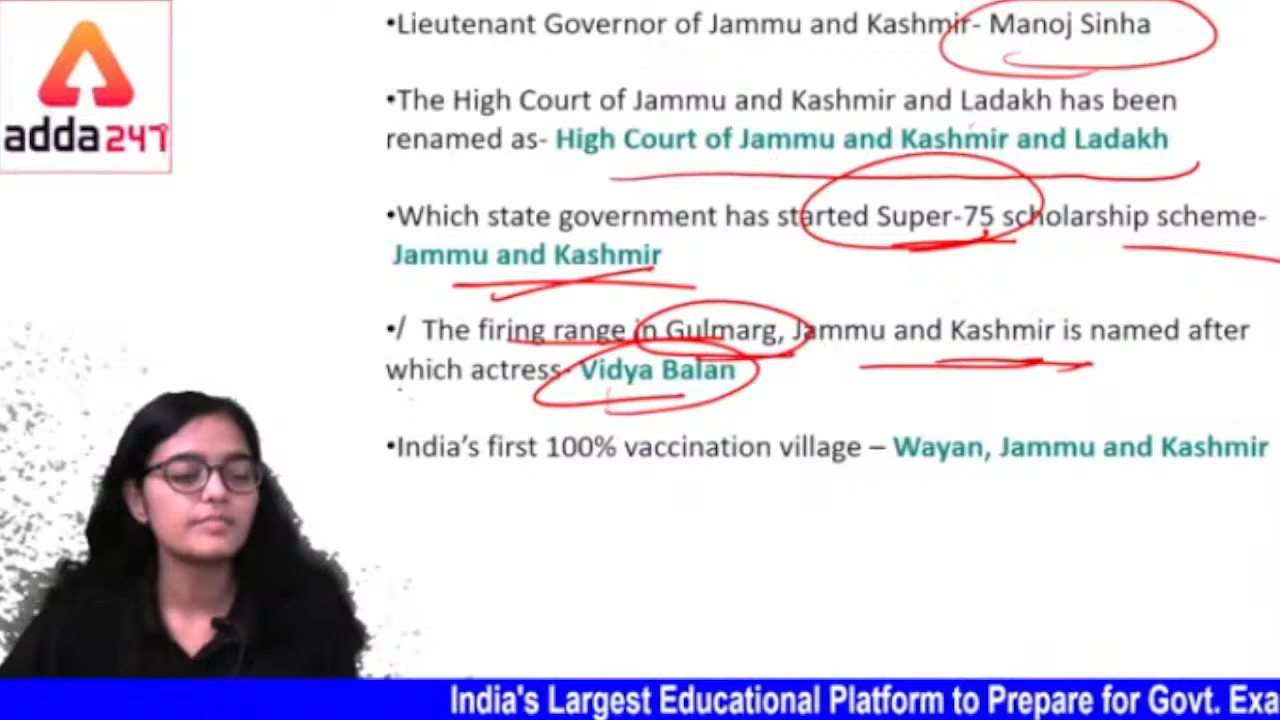 •Lieutenant Governor of Jammu and Kashmir- Manoj Sinha
adda247
•The High Court of Jammu and Kashmir and Ladakh has been
renamed as- High Court of Jammu and Kashmir and Ladakh
•Which state government has started Super-75 scholarship scheme-
Jammu and Kashmir
•/ The firing range in Gulmarg, Jammu and Kashmir is named after
which actress- Vidya Balan
•India’s first 100% vaccination village – Wayan, Jammu and Kashmir
India's Largest Educational Platform to Prepare for Govt. Exa